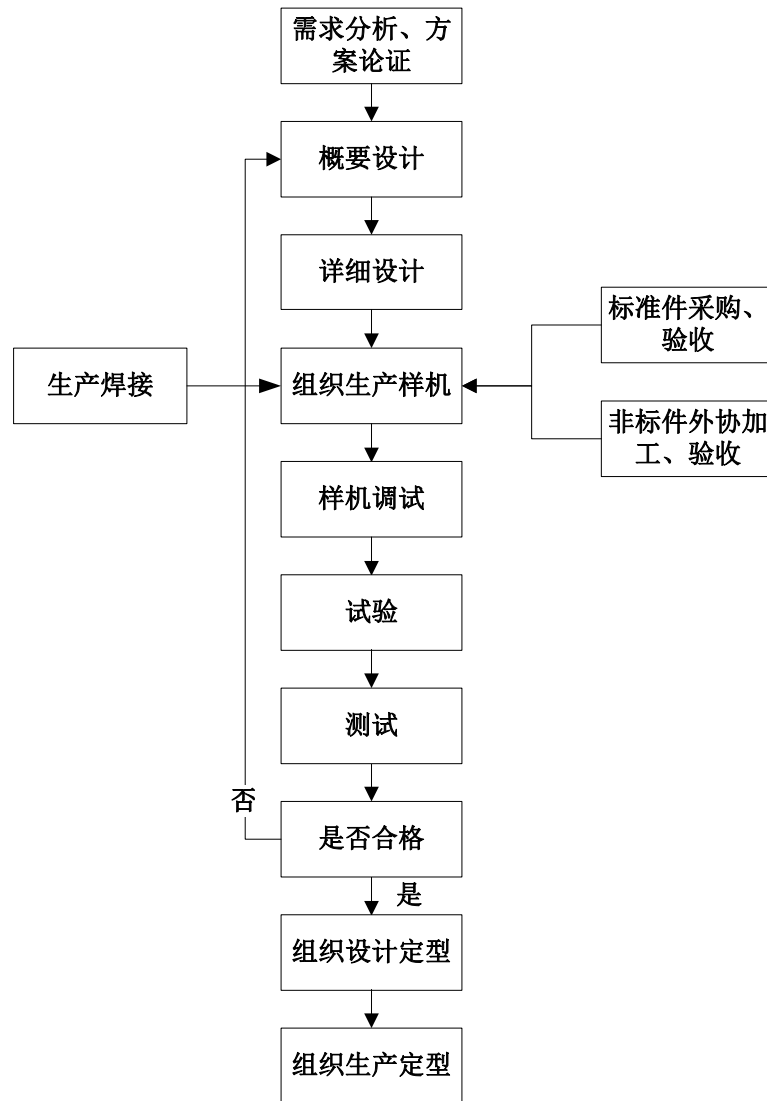 需求分析、方
案论证
概要设计
详细设计
标准件采购、
验收
生产焊接
组织生产样机
非标件外协加
工、验收
样机调试
试验
测试
否
是否合格
是
组织设计定型
组织生产定型